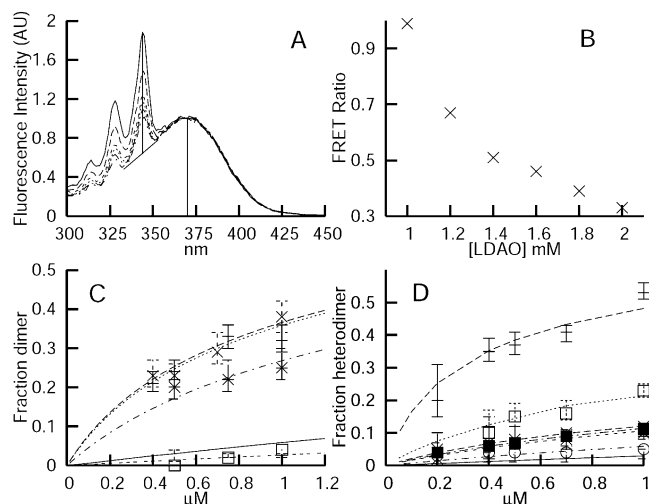 A
Fluorescence Intensity (AU)
2
1.6
1.2
0.8
0.4
0
300 325 350 375 400 425 450
nm
B
FRET Ratio
0.9
0.7
0.5
0.3
1 1.2 1.4 1.6 1.8 2
[LDAO] mM
C
Fraction dimer
0.5
0.4
0.3
0.2
0.1
0
0 0.2 0.4 0.6 0.8 1 1.2
μM
D
Fraction heterodimer
0.5
0.4
0.3
0.2
0.1
0
0 0.2 0.4 0.6 0.8 1
μM